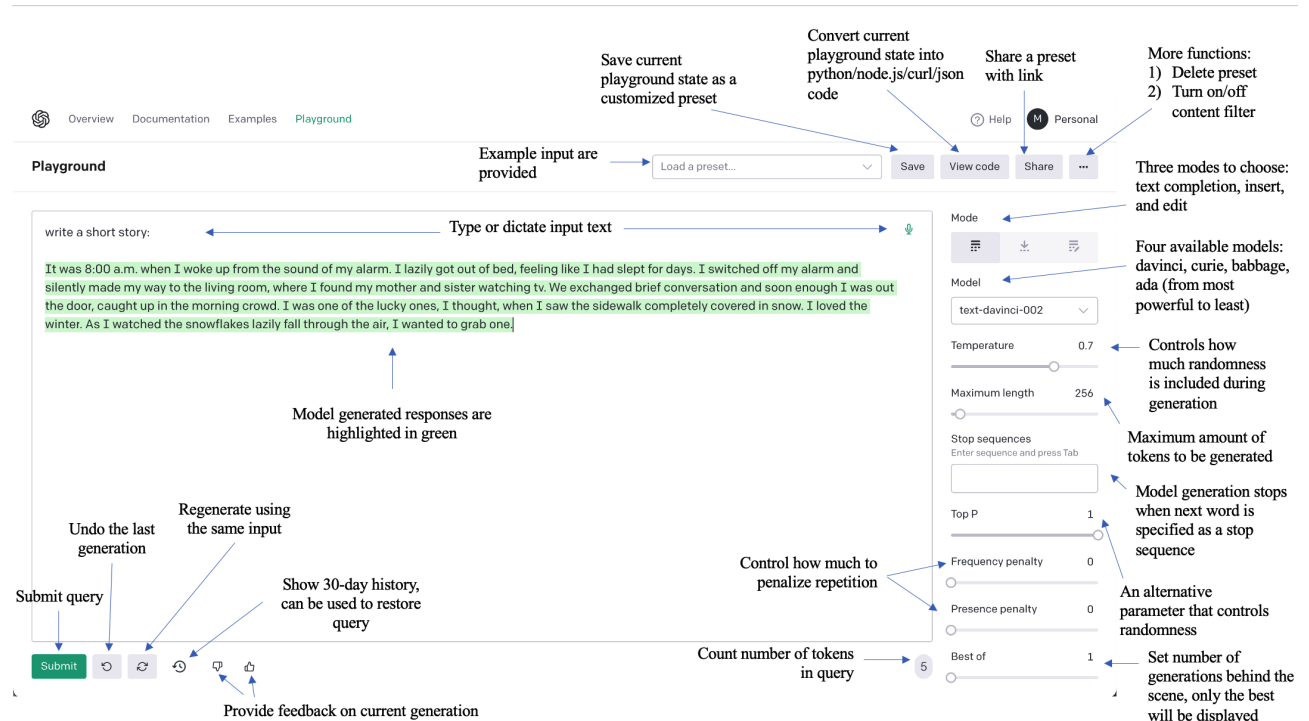 Convert current
playground state into
python/node.js/curl/json
code
Share a preset
with link
More functions:
1) Delete preset
2) Turn on/off
content filter
Save current
playground state as a
customized preset
Overview Documentation Examples Playground
Help M Personal
Playground
Example input are
provided
Load a preset...
Save View code Share ...
Three modes to choose:
text completion, insert,
and edit
write a short story:
Type or dictate input text
Mode
It was 8:00 a.m. when I woke up from the sound of my alarm. I lazily got out of bed, feeling like I had slept for days. I switched off my alarm and
silently made my way to the living room, where I found my mother and sister watching tv. We exchanged brief conversation and soon enough I was out
the door, caught up in the morning crowd. I was one of the lucky ones, I thought, when I saw the sidewalk completely covered in snow. I loved the
winter. As I watched the snowflakes lazily fall through the air, I wanted to grab one.
Model
text-davinci-002
Four available models:
davinci, curie, babbage,
ada (from most
powerful to least)
Temperature 0.7
Controls how
much randomness
is included during
generation
Model generated responses are
highlighted in green
Maximum length 256
Maximum amount of
tokens to be generated
Stop sequences
Enter sequence and press Tab
Model generation stops
when next word is
specified as a stop
sequence
Top P 1
Undo the last
generation
Regenerate using
the same input
Control how much to
penalize repetition
Frequency penalty 0
Show 30-day history,
can be used to restore
query
Submit query
An alternative
parameter that controls
randomness
Presence penalty 0
Submit
Count number of tokens
in query
5
Best of 1
Set number of
generations behind the
scene, only the best
will be displayed
Provide feedback on current generation